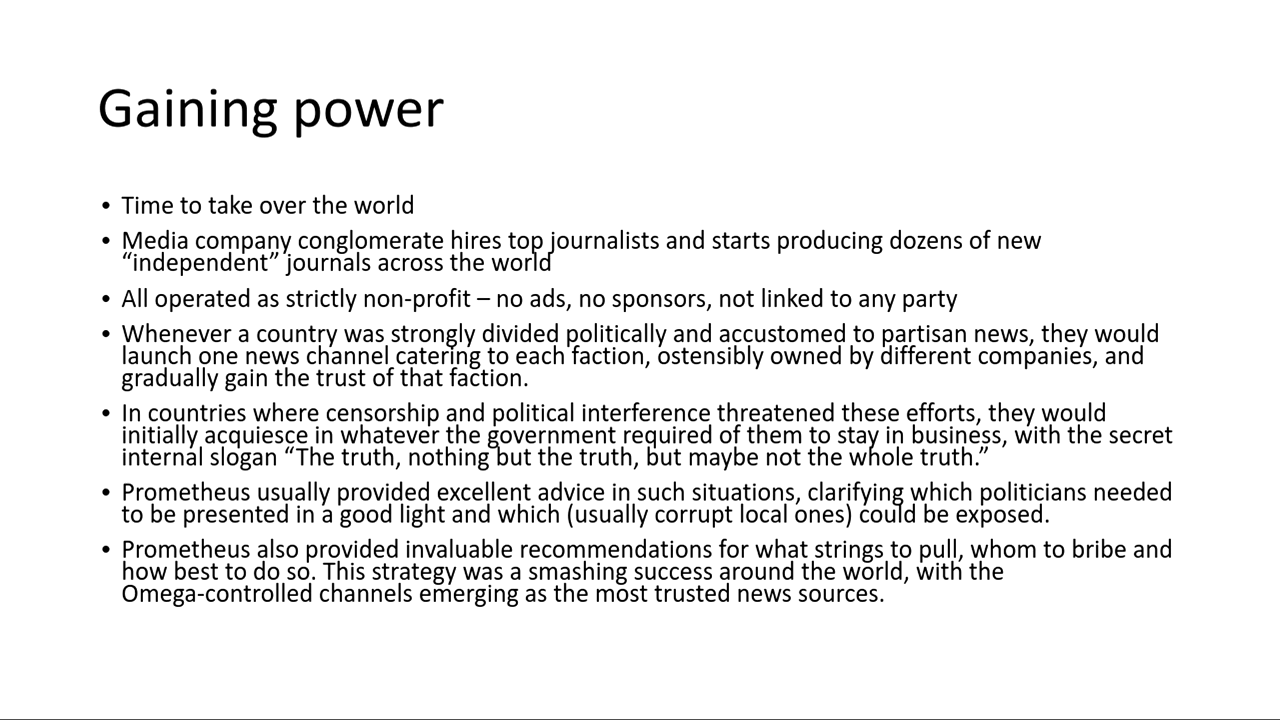 Gaining power
• Time to take over the world
• Media company conglomerate hires top journalists and starts producing dozens of new
“independent” journals across the world
• All operated as strictly non-profit – no ads, no sponsors, not linked to any party
• Whenever a country was strongly divided politically and accustomed to partisan news, they would
launch one news channel catering to each faction, ostensibly owned by different companies, and
gradually gain the trust of that faction.
• In countries where censorship and political interference threatened these efforts, they would
initially acquiesce in whatever the government required of them to stay in business, with the secret
internal slogan “The truth, nothing but the truth, but maybe not the whole truth.”
• Prometheus usually provided excellent advice in such situations, clarifying which politicians needed
to be presented in a good light and which (usually corrupt local ones) could be exposed.
• Prometheus also provided invaluable recommendations for what strings to pull, whom to bribe and
how best to do so. This strategy was a smashing success around the world, with the
Omega-controlled channels emerging as the most trusted news sources.